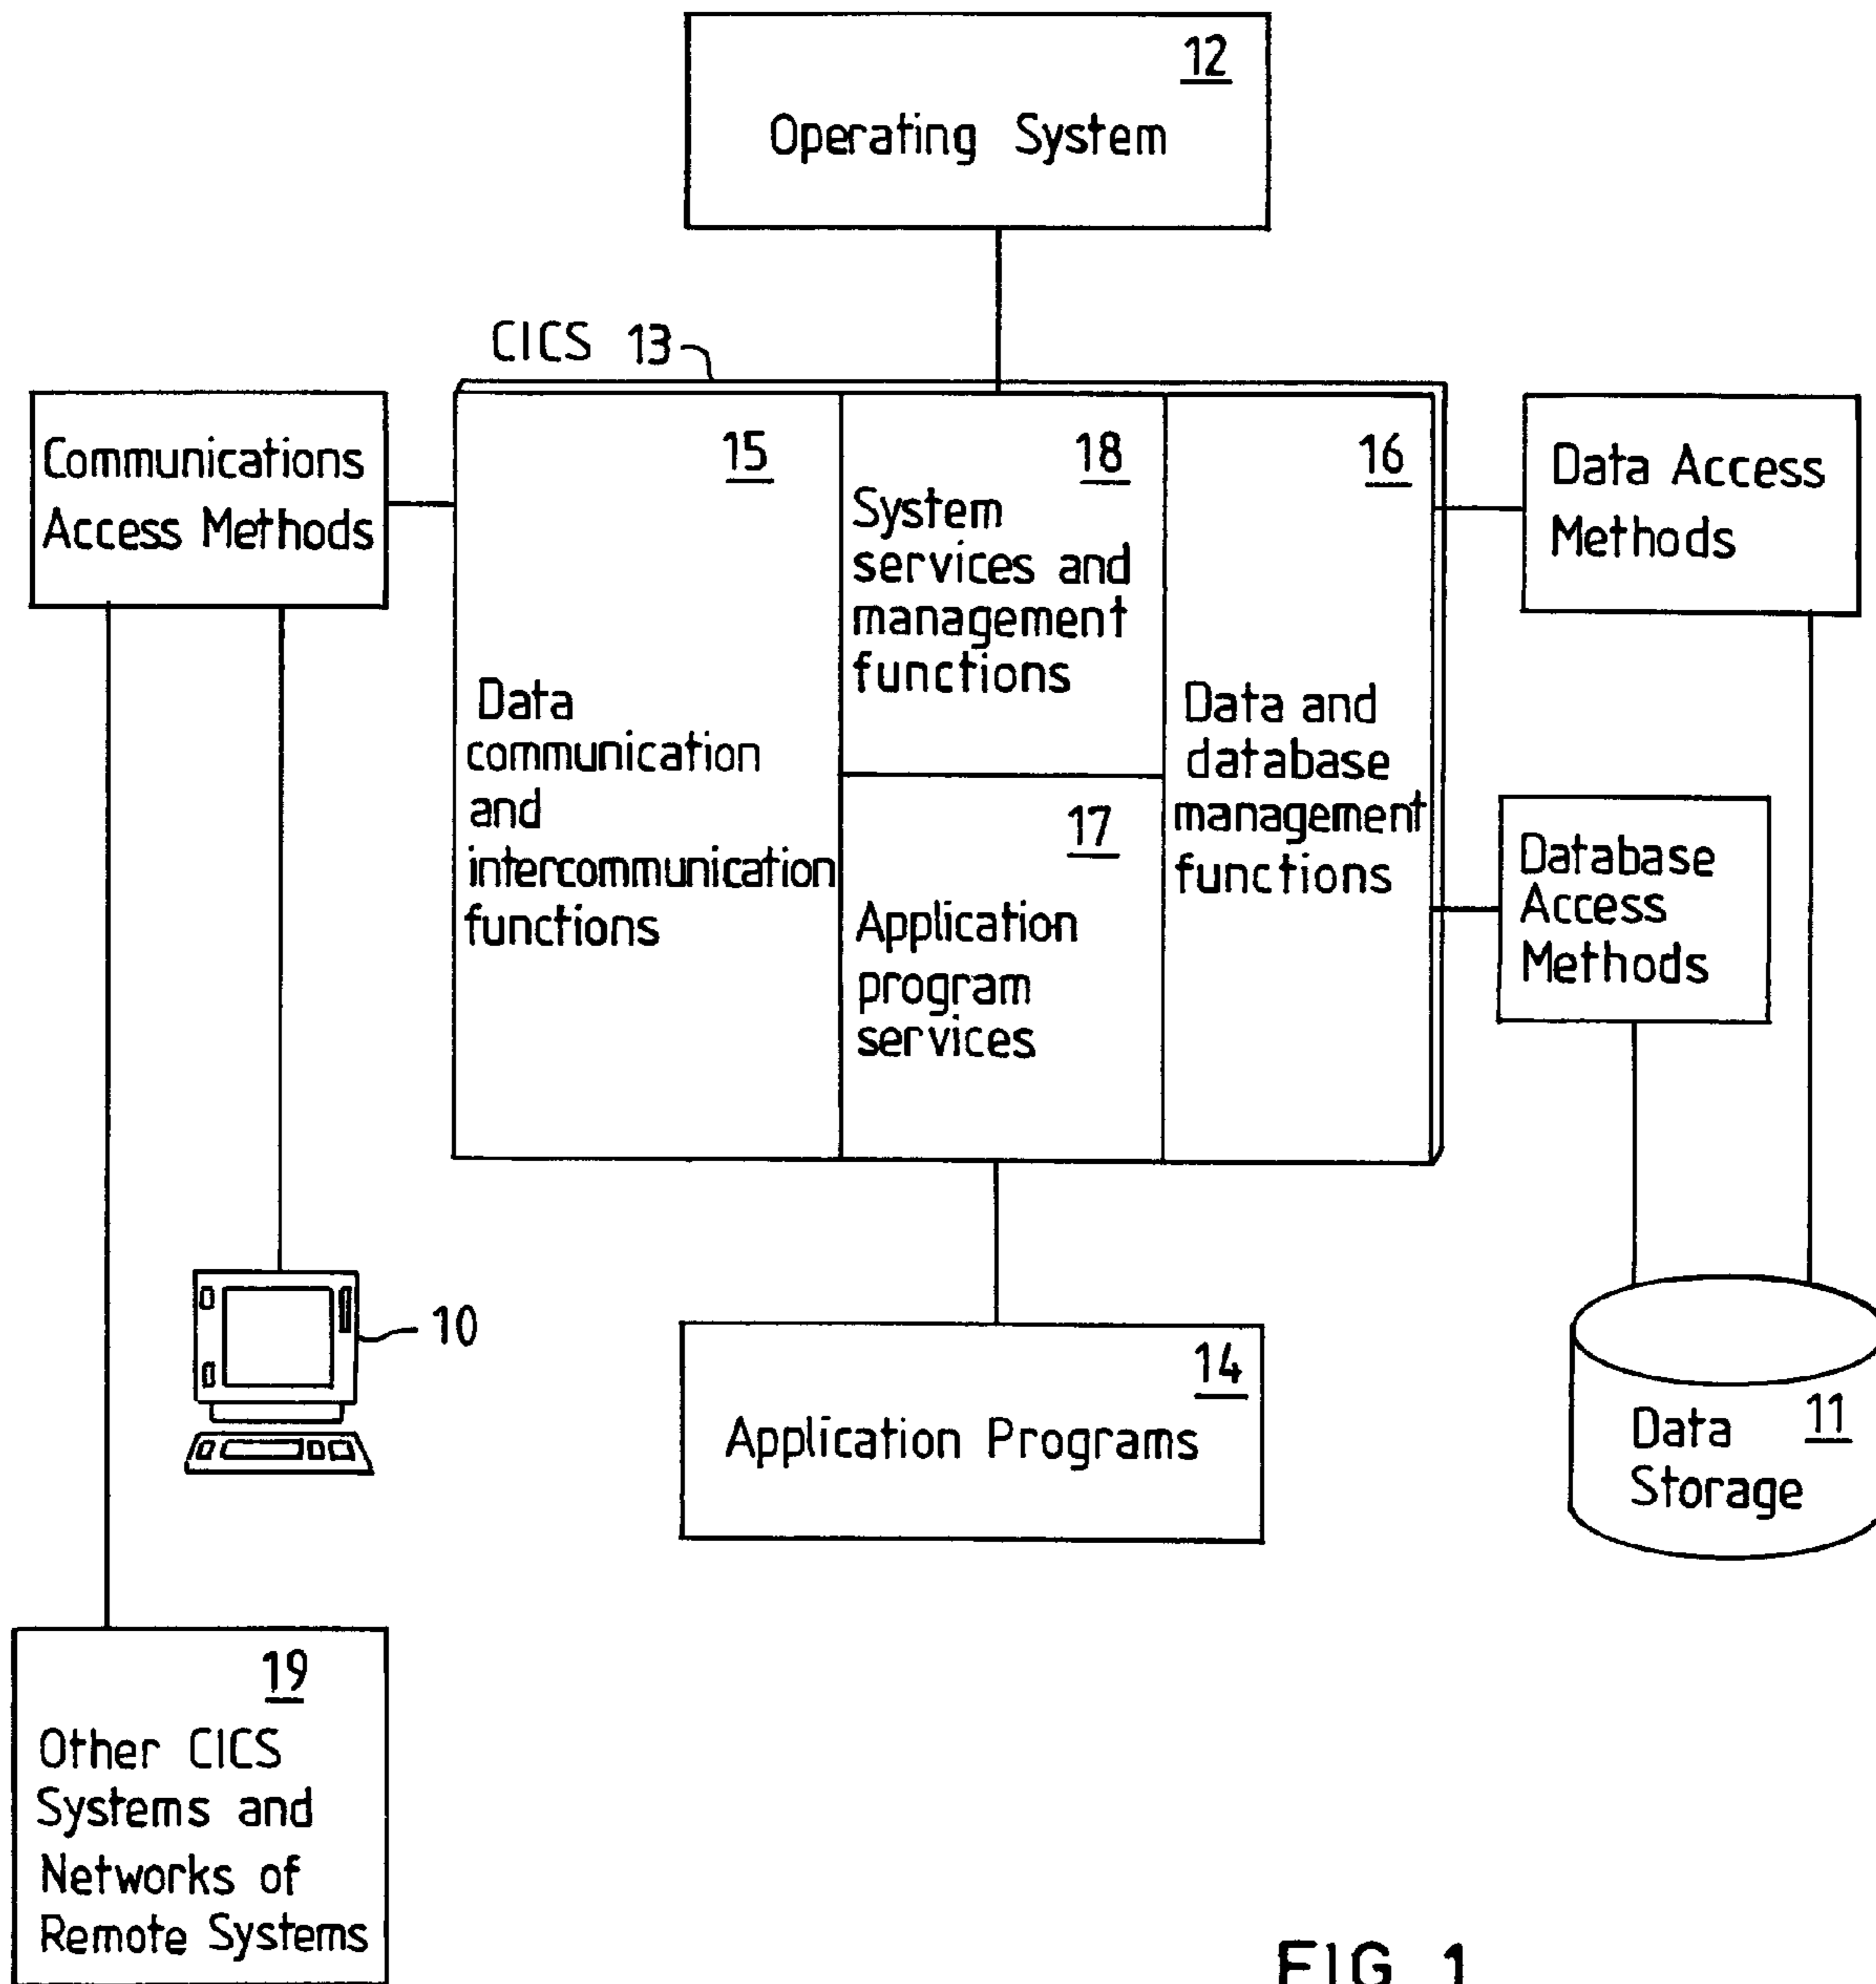 12
Operating System
CICS 13
Communications
Access Methods
15
Data
communication
and
intercommunication
functions
18
System
services and
management
functions
17
Application
program
services
16
Data and
database
management
functions
Data Access
Methods
Database
Access
Methods
10
14
Application Programs
11
Data
Storage
19
Other CICS
Systems and
Networks of
Remote Systems
FIG. 1